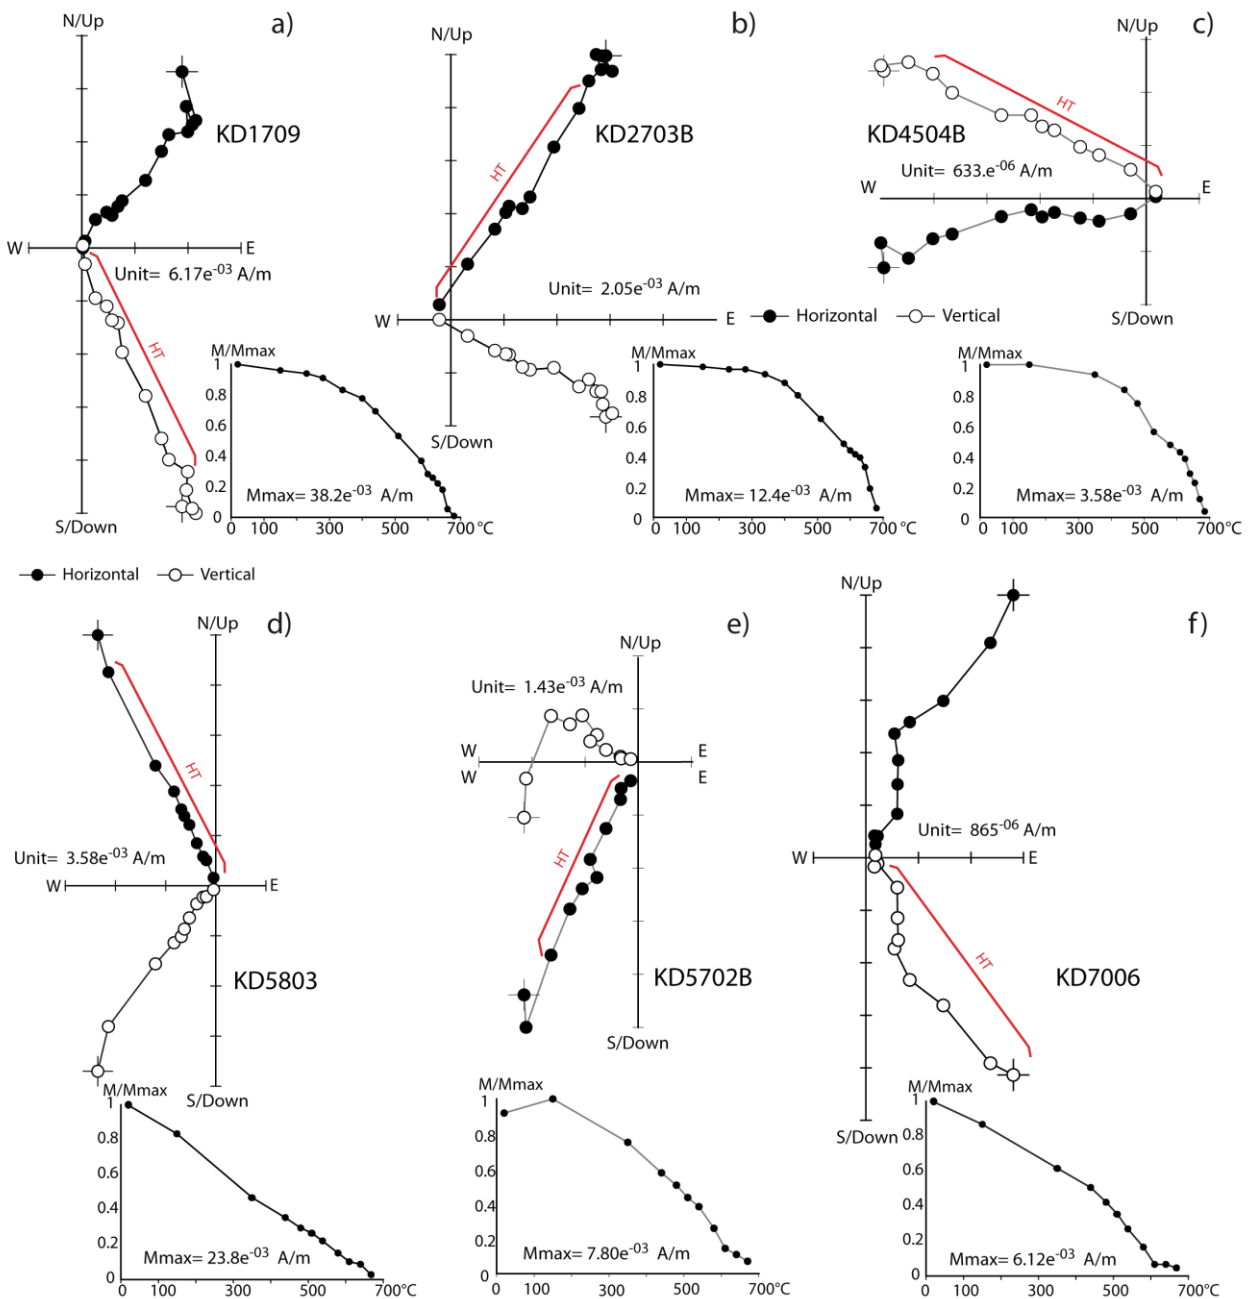 a)
N/Up
KD1709
W
E
Unit= 6.17e-03 A/m
HT
S/Down
M/Mmax
1
0.8
0.6
0.4
0.2
0
Mmax= 38.2e-03 A/m
0 100 300 500 700°C
b)
N/Up
KD2703B
HT
W
E
Unit= 2.05e-03 A/m
S/Down
M/Mmax
1
0.8
0.6
0.4
0.2
0
Mmax= 12.4e-03 A/m
0 100 300 500 700°C
c)
N/Up
HT
KD4504B
Unit= 633.e-06 A/m
W
E
S/Down
Horizontal Vertical
M/Mmax
1
0.8
0.6
0.4
0.2
0
Mmax= 3.58e-03 A/m
0 100 300 500 700°C
Horizontal Vertical
d)
N/Up
HT
Unit= 3.58e-03 A/m
W
E
KD5803
S/Down
M/Mmax
1
0.8
0.6
0.4
0.2
0
Mmax= 23.8e-03 A/m
0 100 300 500 700°C
e)
N/Up
Unit= 1.43e-03 A/m
W E
W E
HT
KD5702B
S/Down
M/Mmax
1
0.8
0.6
0.4
0.2
0
Mmax= 7.80e-03 A/m
0 100 300 500 700°C
f)
N/Up
Unit= 865-06 A/m
W
E
HT
KD7006
S/Down
M/Mmax
1
0.8
0.6
0.4
0.2
0
Mmax= 6.12e-03 A/m
0 100 300 500 700°C